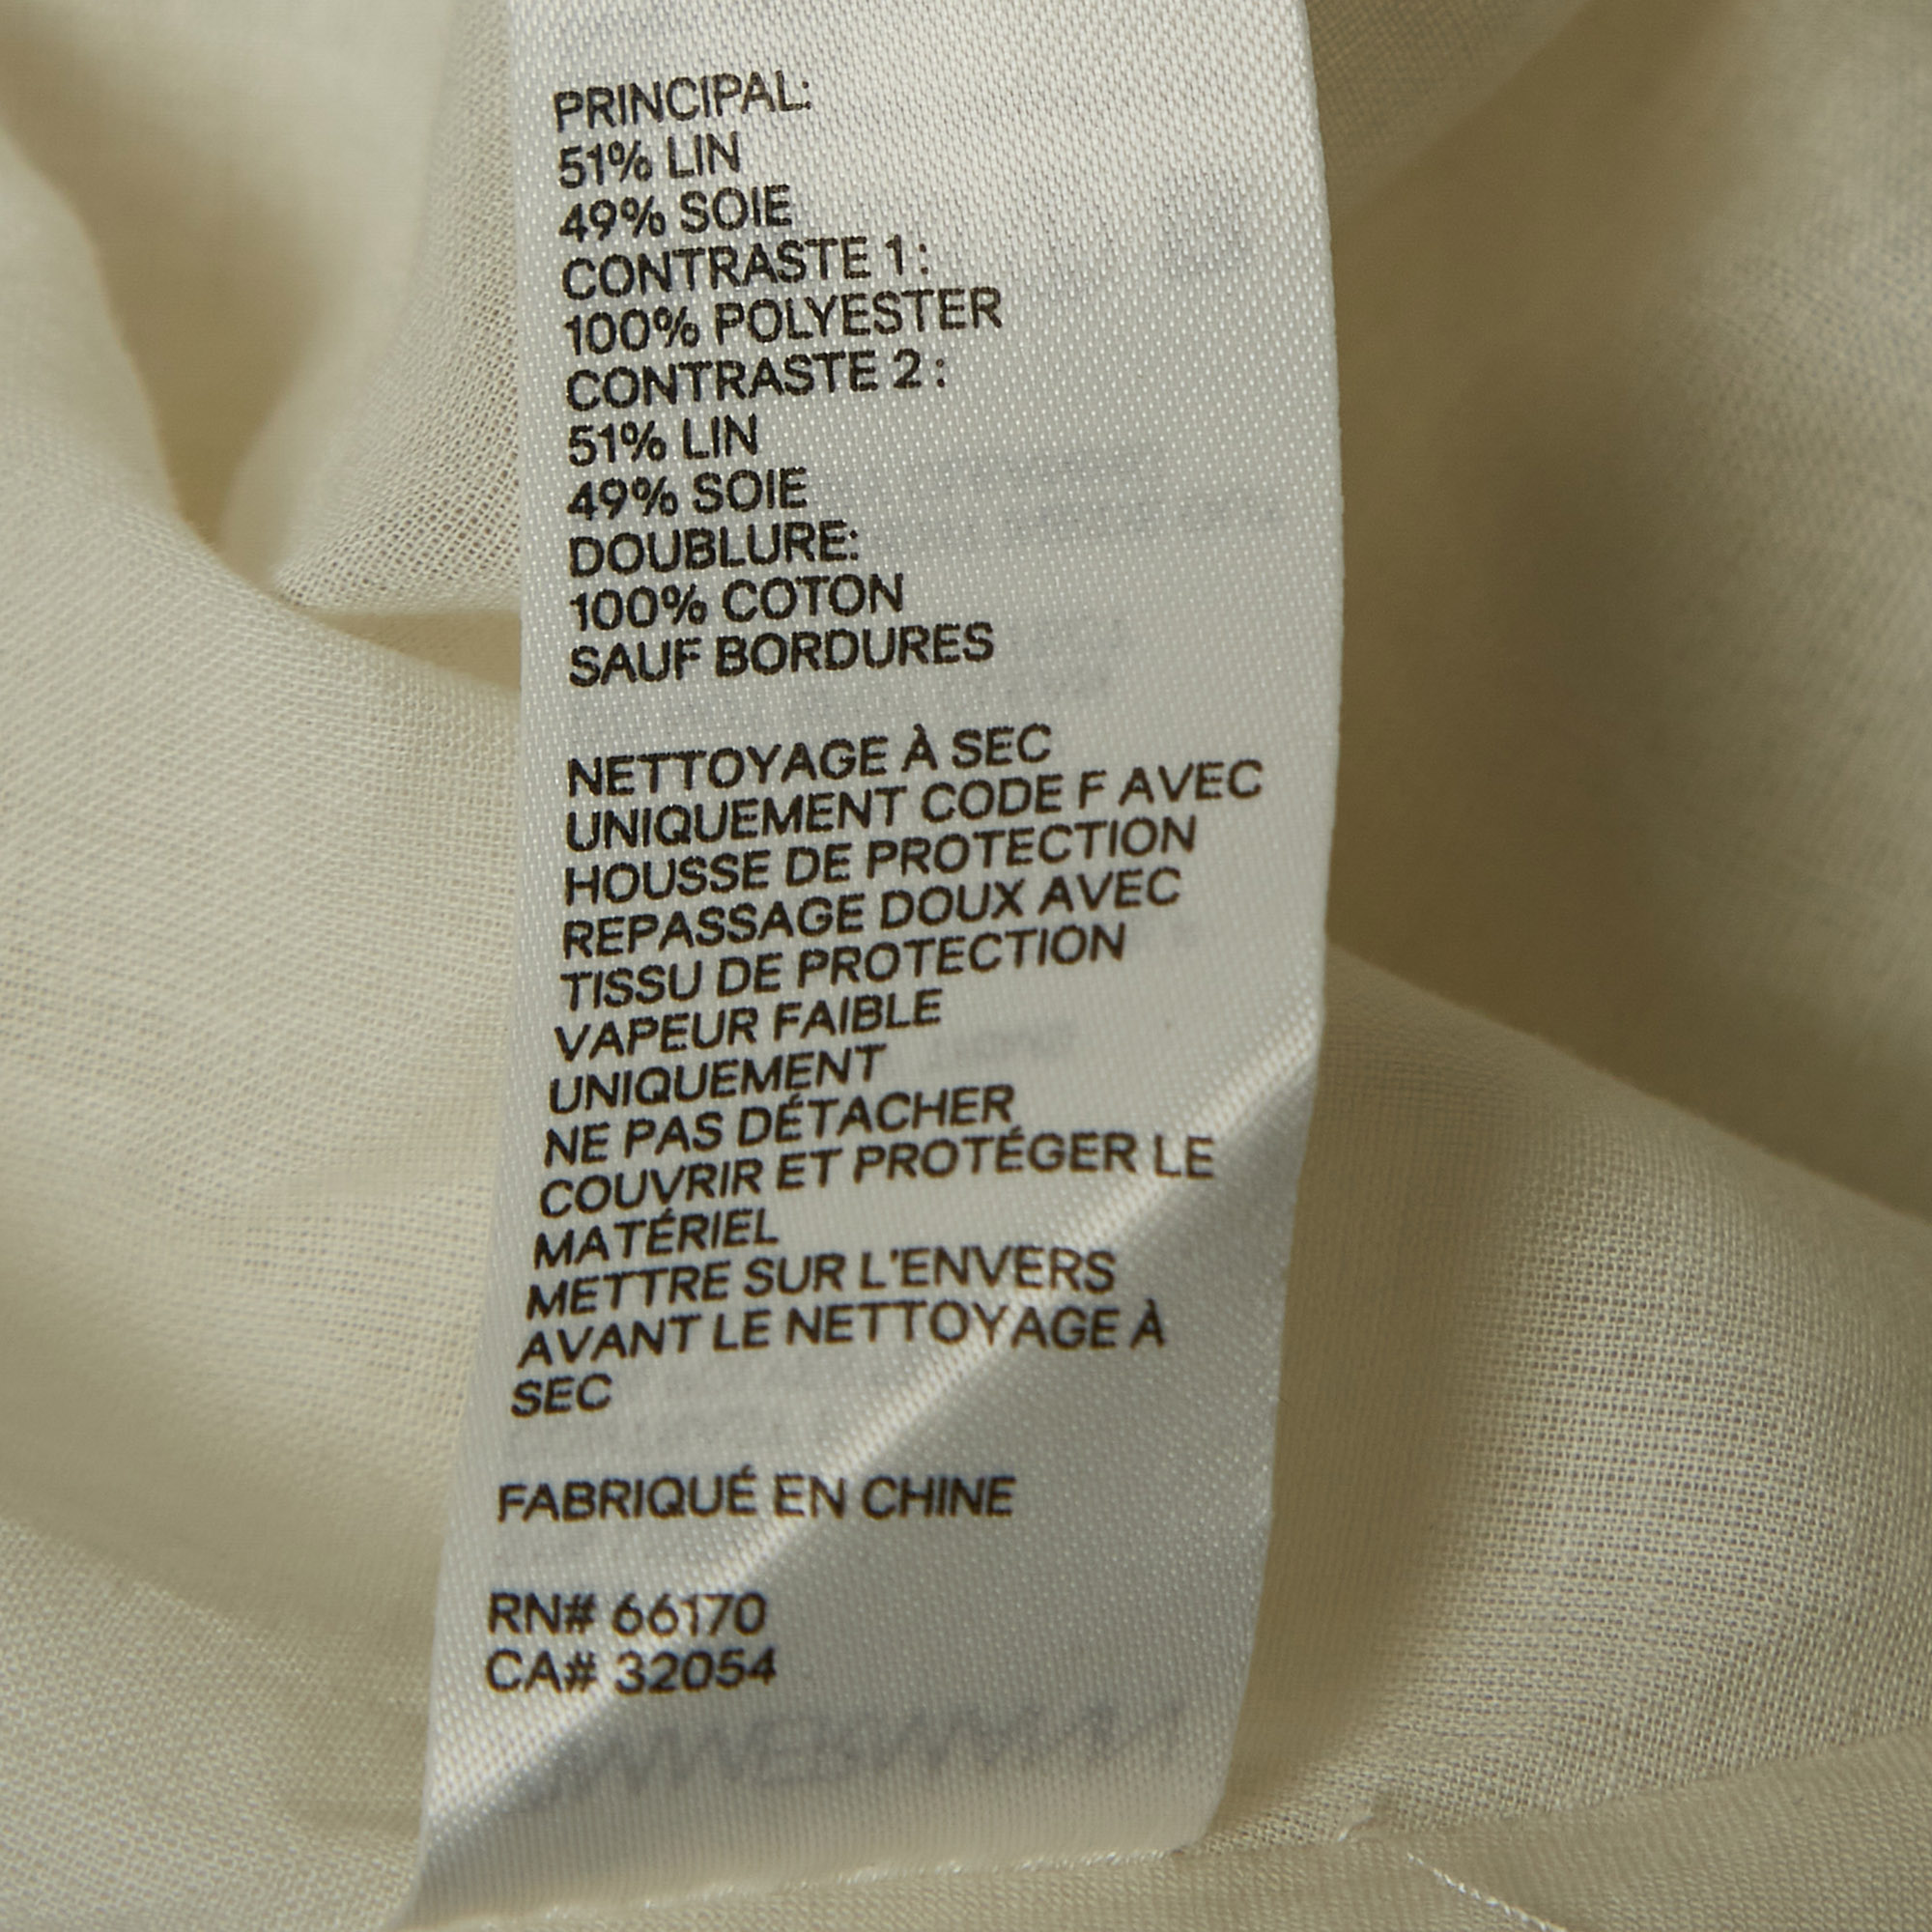 PRINCIPAL:
51% LIN
49% SOIE
CONTRASTE 1 :
100% POLYESTER
CONTRASTE 2 :
51% LIN
49% SOIE
DOUBLURE:
100% COTON
SAUF BORDURES
NETTOYAGE À SEC
UNIQUEMENT CODE F AVEC
HOUSSE DE PROTECTION
REPASSAGE DOUX AVEC
TISSU DE PROTECTION
VAPEUR FAIBLE
UNIQUEMENT
NE PAS DÉTACHER
COUVRIR ET PROTÉGER LE
MATÉRIEL
METTRE SUR L'ENVERS
AVANT LE NETTOYAGE À
SEC
FABRIQUÉ EN CHINE
RN# 66170
CA# 32054